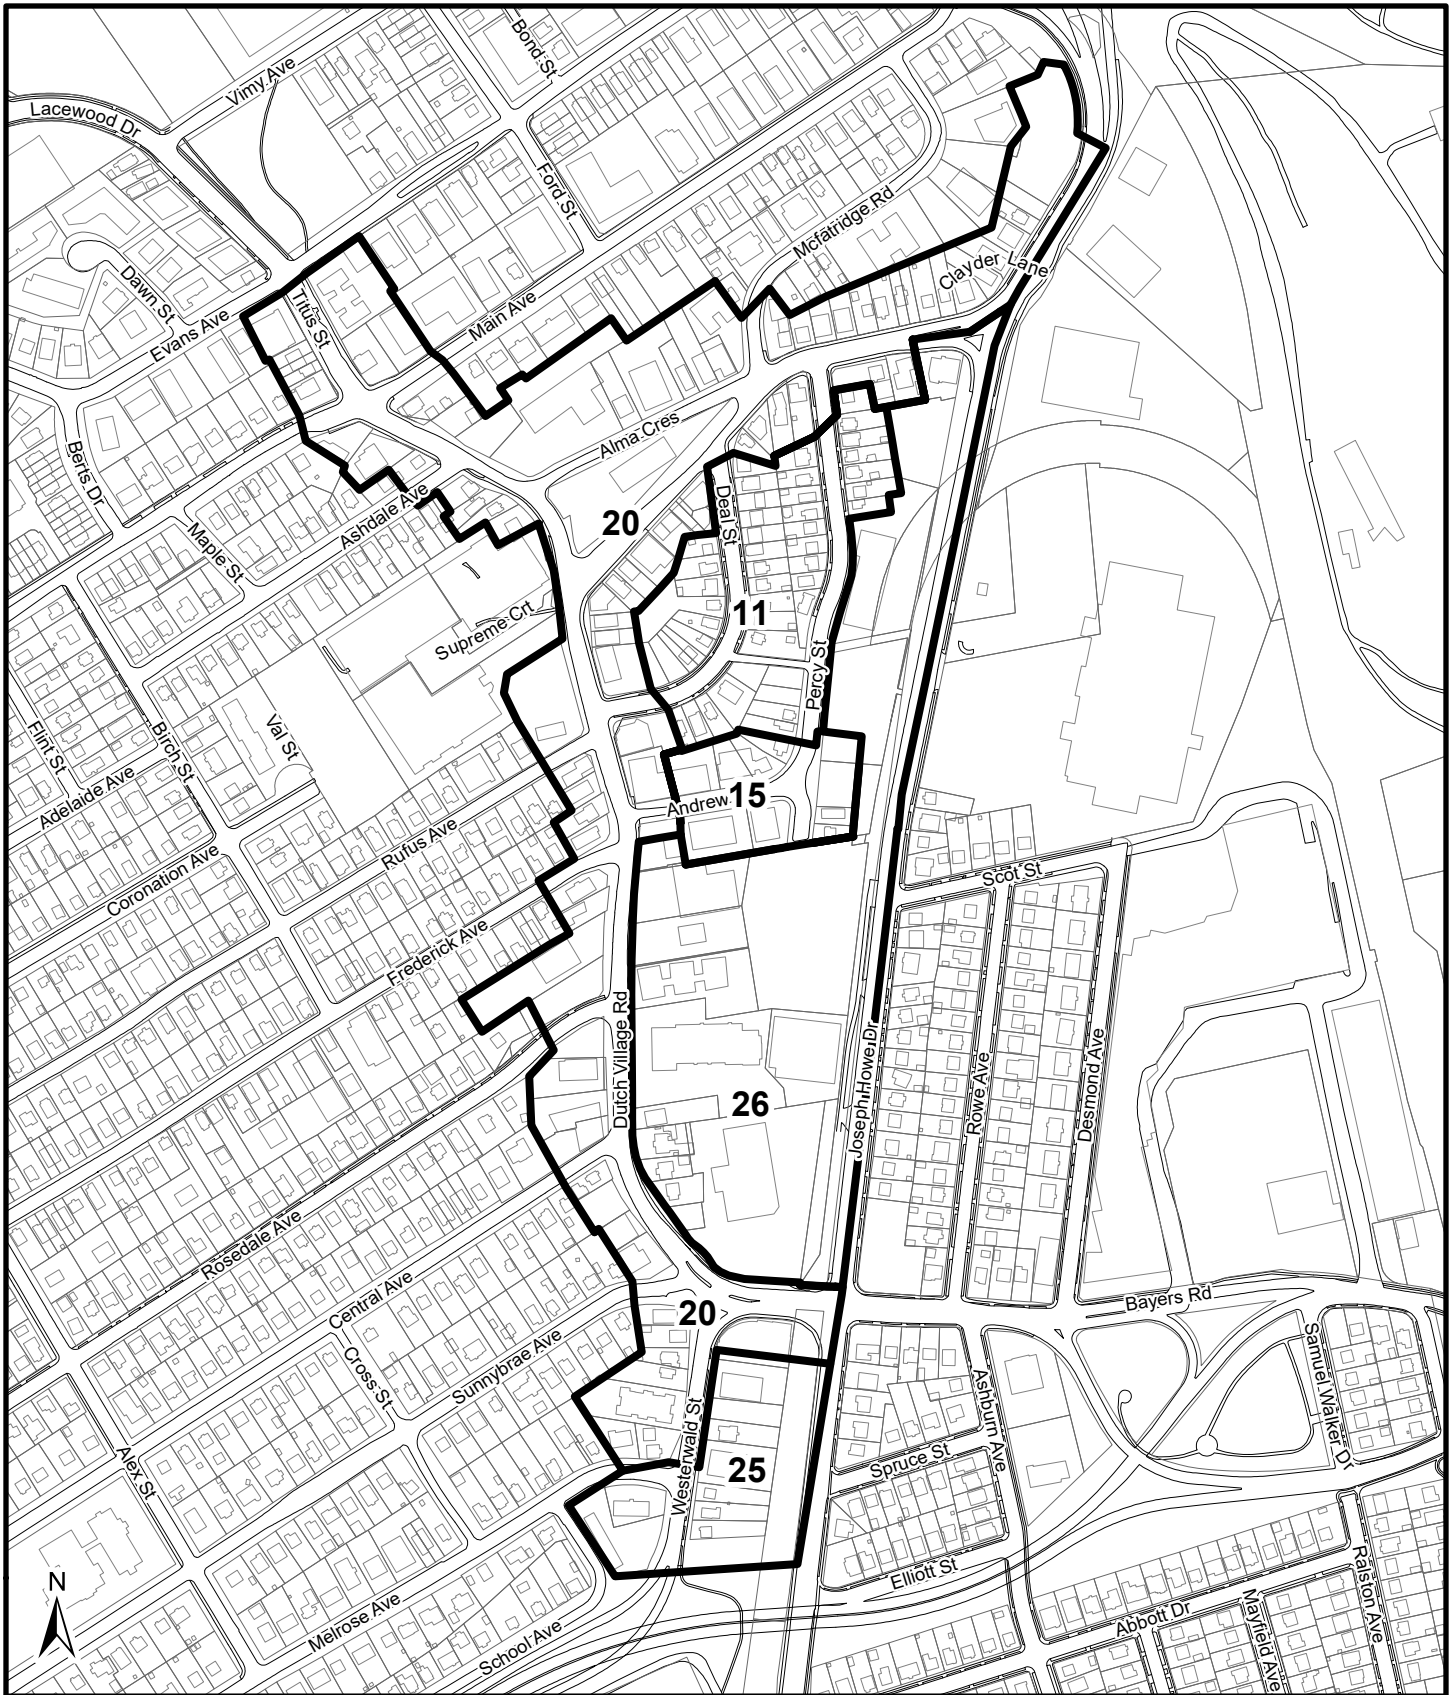 Bond St
Vimy Ave
Lacewood Dr
Ford St
Mcfatridge Rd
Dawn St
Clayder Lane
Titus St
Main Ave
Evans Ave
Alma Cres
Berts Dr
Ashdale Ave
Deal St
20
Maple St
11
Supreme Crt
Percy St
Flint St
Birch St
Val St
Adelaide Ave
Andrew
15
Rufus Ave
Coronation Ave
Scot St
Frederick Ave
Dutch Village Rd
Joseph Howe Dr
Rowe Ave
Desmond Ave
26
Rosedale Ave
Central Ave
Bayers Rd
20
Sunnybrae Ave
Cross St
Samuel Walker Dr
Ashburn Ave
Westerwald St
Spruce St
Alex St
25
Elliott St
N
Ralston Ave
Melrose Ave
Abbott Dr
Mayfield Ave
School Ave